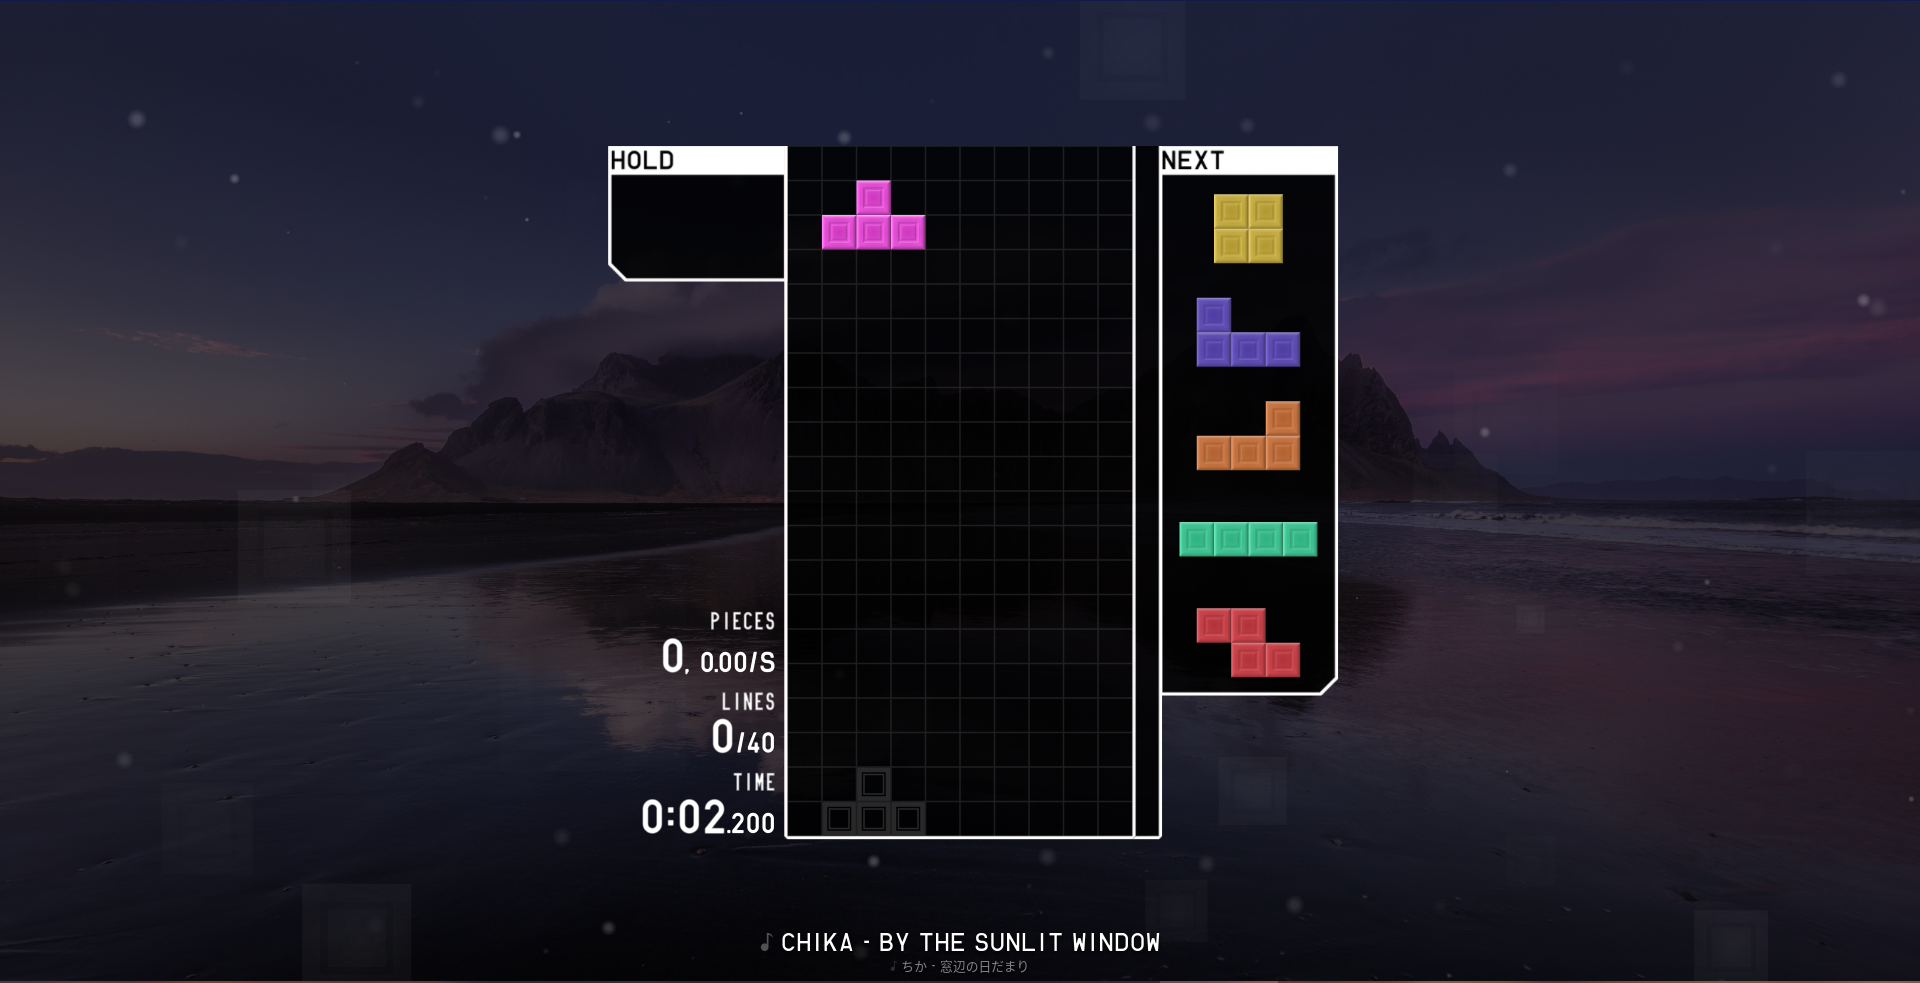 HOLD
NEXT
PIECES
0, 0.00/S
LINES
0/40
TIME
0:02.200
♪ CHIKA - BY THE SUNLIT WINDOW
♪ ちか - 窓辺の日だまり